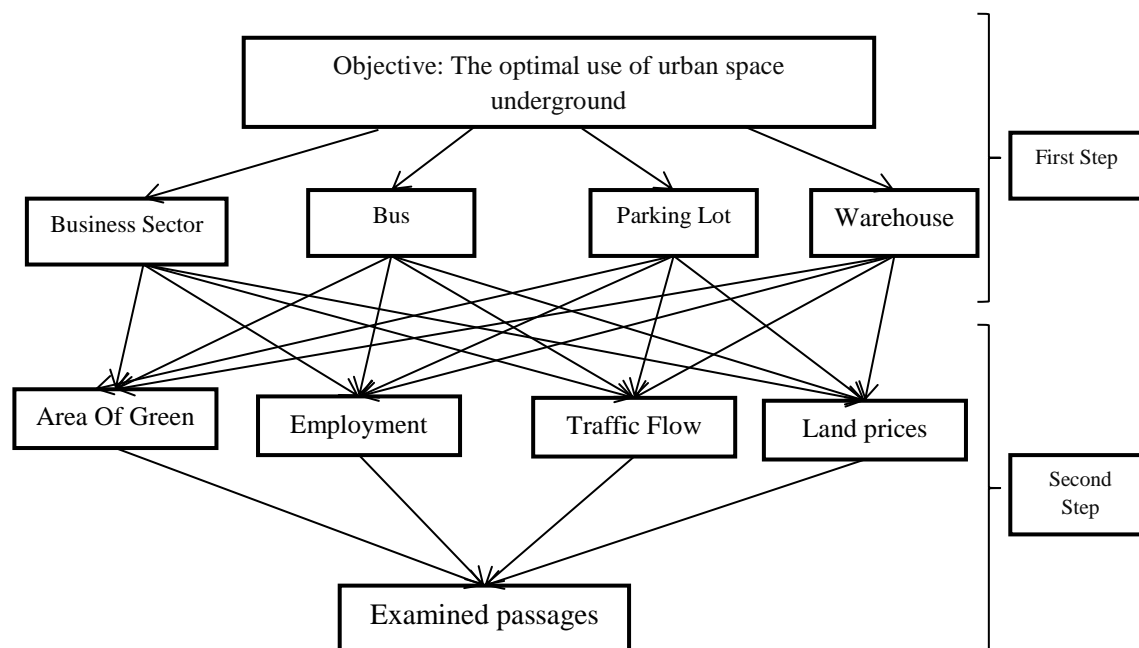 Objective: The optimal use of urban space
underground
First Step
Business Sector
Bus
Parking Lot
Warehouse
Area Of Green
Employment
Traffic Flow
Land prices
Second
Step
Examined passages